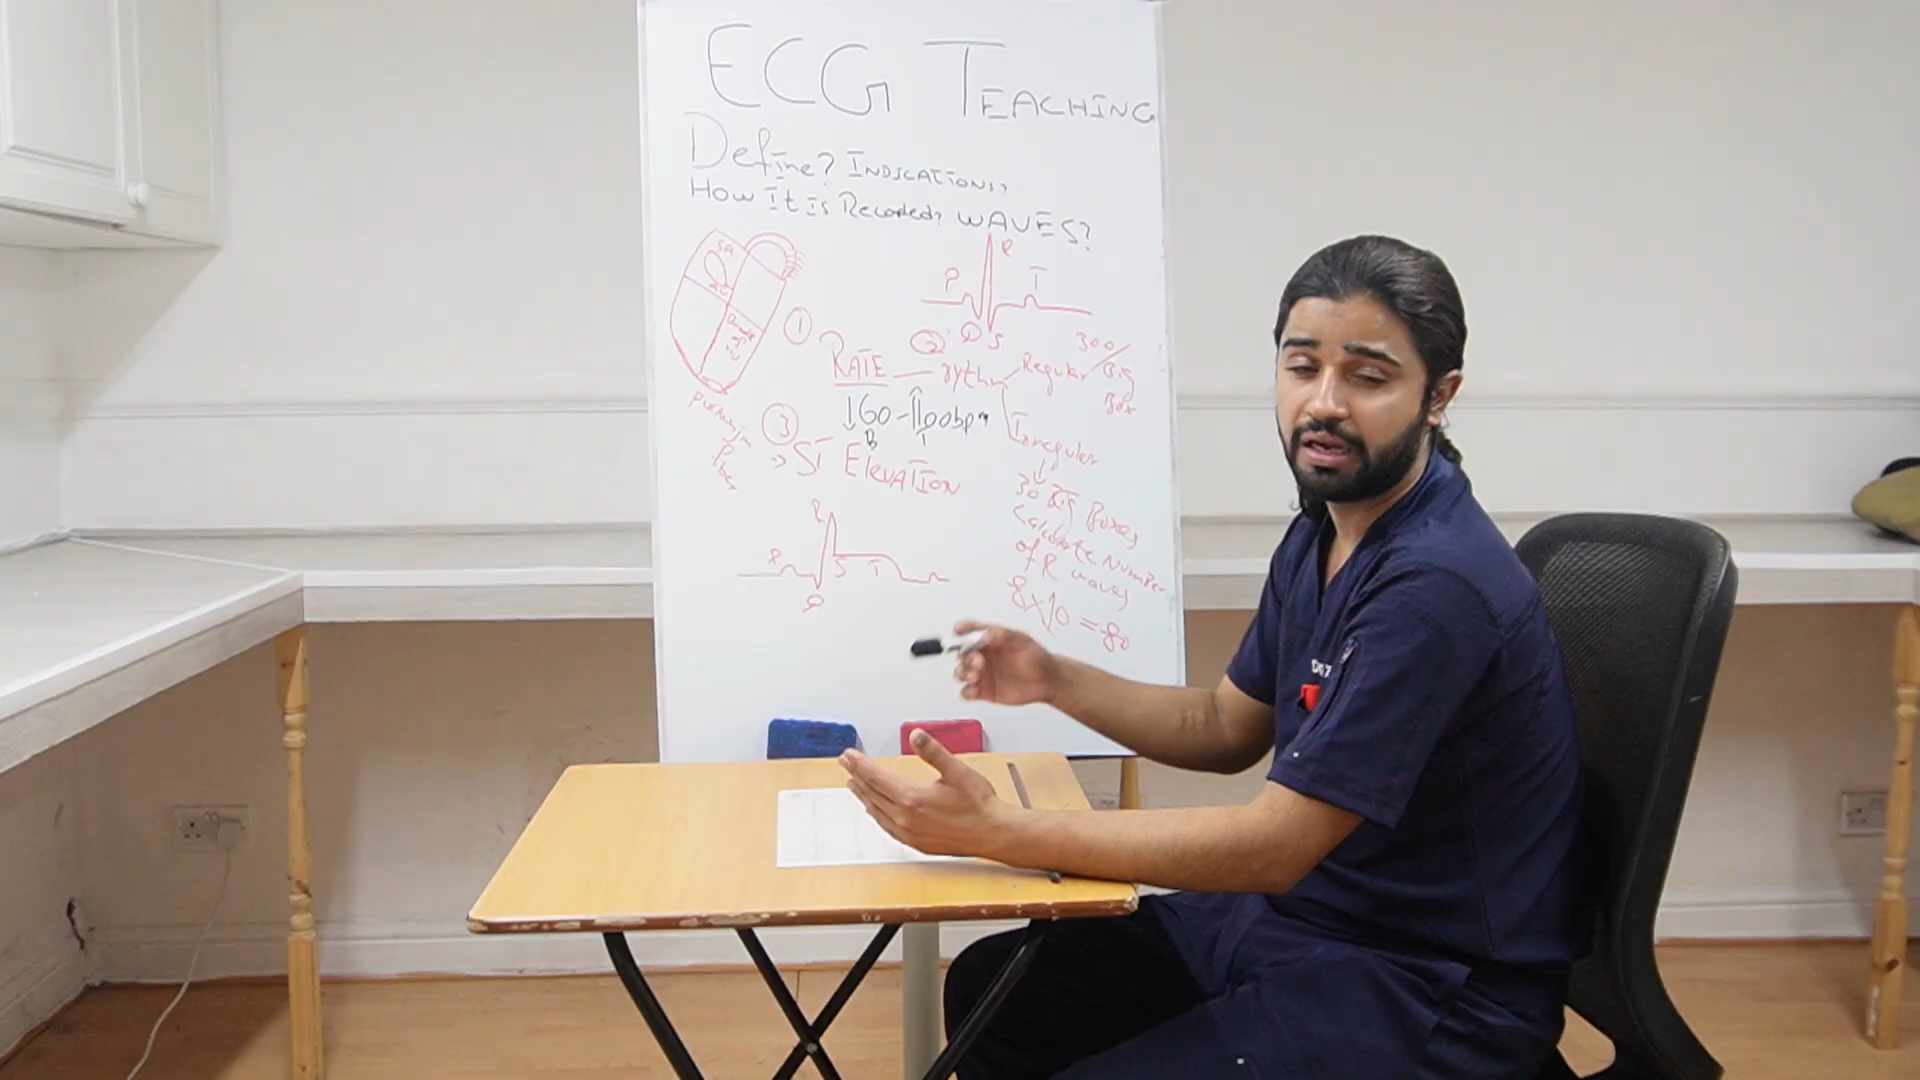 ECG TEACHING
Define? INDICATIONS?
How It is Recorded? WAVES?
SA
AV
P
R
T
Q
S
1
2
RATE — rythm
Regular
300/
Big
Box
↓60 - ↑100bpm
B
T
Irregular
3
ST ElevATION
30 Big Boxes
Calculate Number
of R waves
8x10 = 80
R
P
S
T
Q